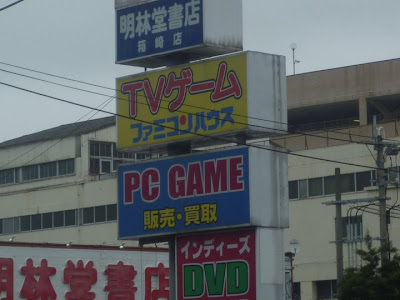 明林堂書店
箱崎店
TVゲーム
ファミコンハウス
PC GAME
販売・買取
インディーズ
DVD
明林堂書店